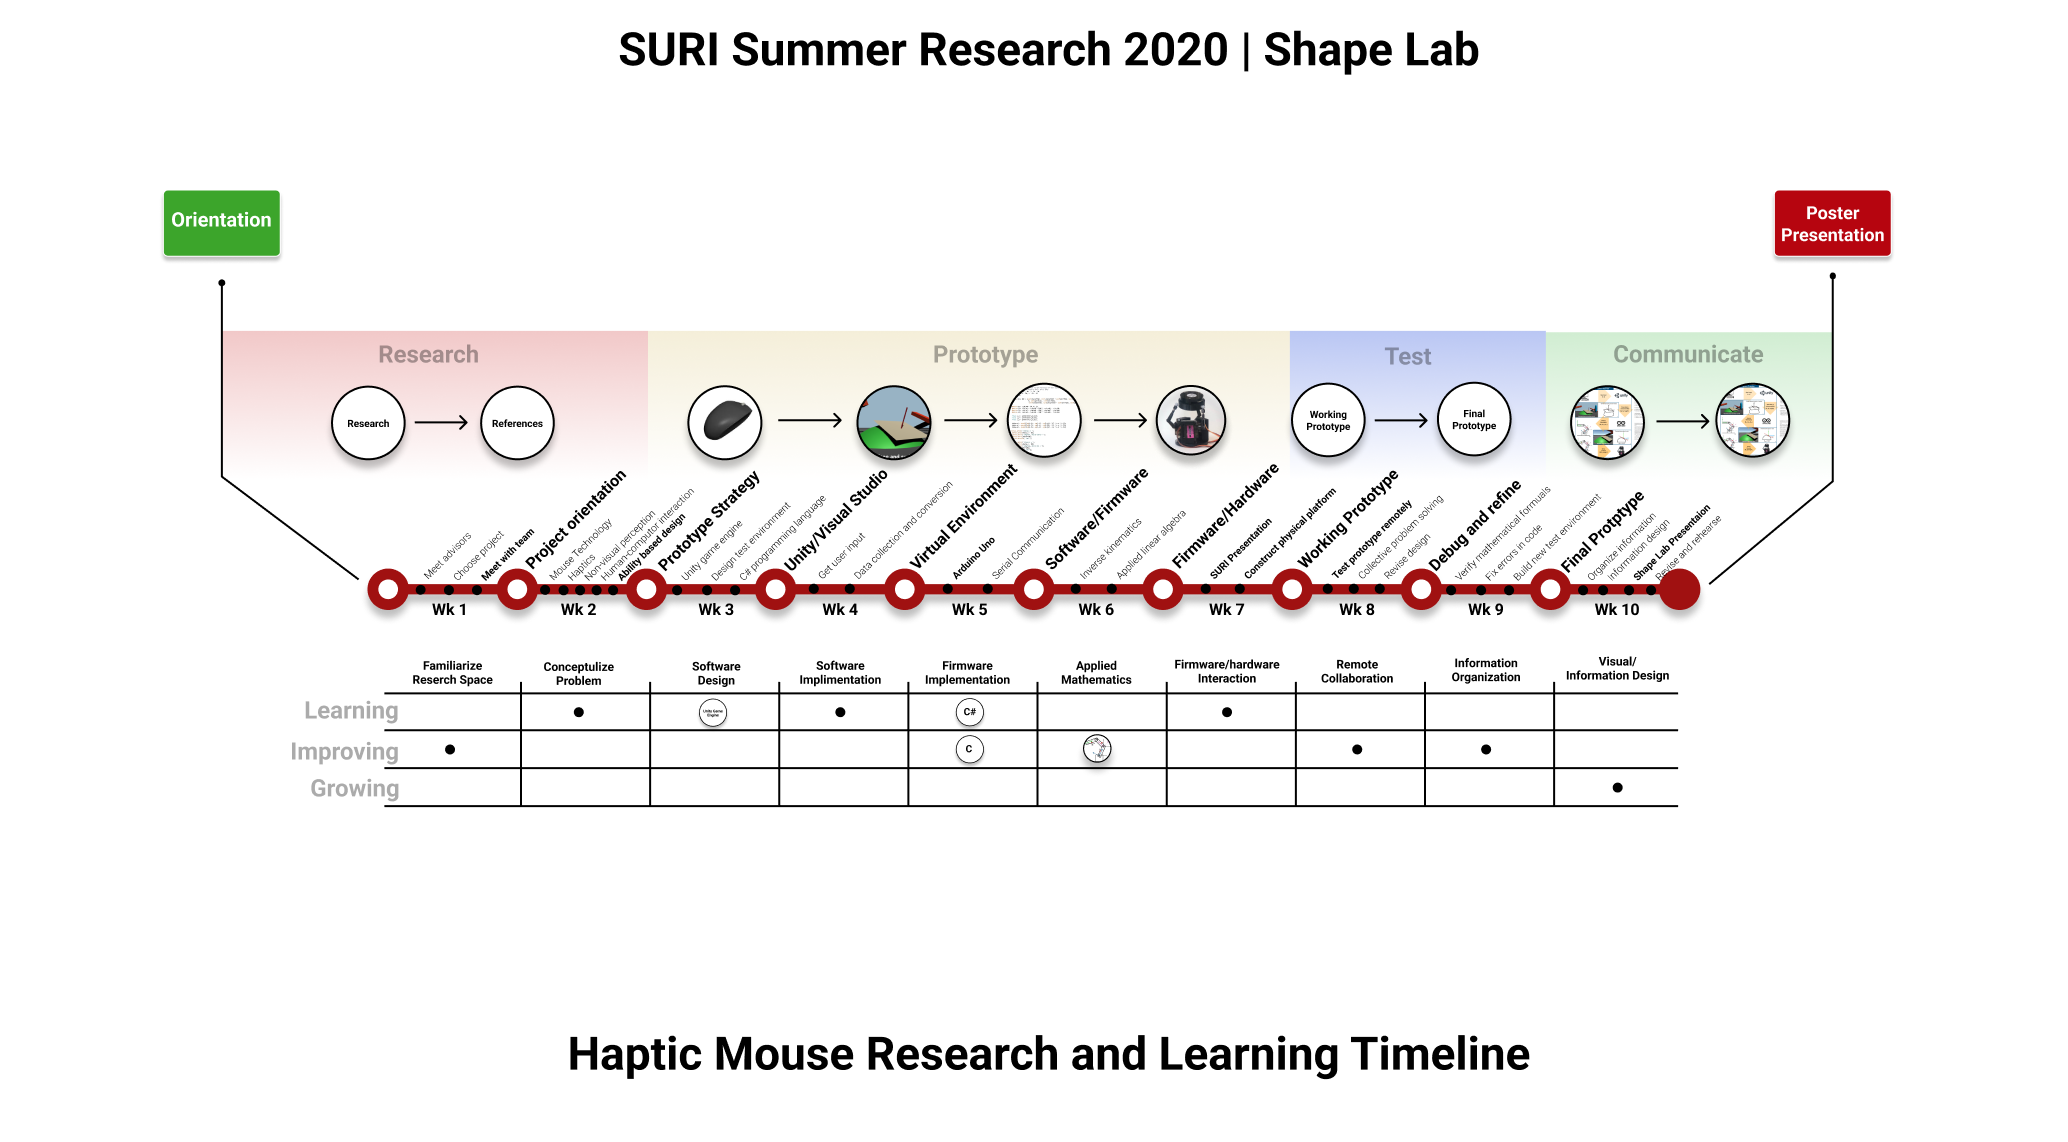 SURI Summer Research 2020 | Shape Lab
Orientation
Poster
Presentation
Research
Prototype
Test
Communicate
Research
References
Working
Prototype
Final
Prototype
Meet advisors
Choose project
Meet with team
Project orientation
Mouse Technology
Haptics
Non-visual perception
Human-computer interaction
Ability based design
Prototype Strategy
Unity game engine
Design test environment
C# programming language
Unity/Visual Studio
Get user input
Data collection and conversion
Virtual Environment
Arduino Uno
Serial Communication
Software/Firmware
Inverse kinematics
Applied linear algebra
Firmware/Hardware
SURI Presentation
Construct physical platform
Working Prototype
Test prototype remotely
Collective problem solving
Revise design
Debug and refine
Verify mathematical formuals
Fix errors in code
Build new test environment
Final Protptype
Organize information
Information design
Shape Lab Presentaion
Revise and rehearse
Wk 1
Wk 2
Wk 3
Wk 4
Wk 5
Wk 6
Wk 7
Wk 8
Wk 9
Wk 10
Familiarize
Reserch Space
Conceptulize
Problem
Software
Design
Software
Implimentation
Firmware
Implementation
Applied
Mathematics
Firmware/hardware
Interaction
Remote
Collaboration
Information
Organization
Visual/
Information Design
Learning
Unity Game
Engine
C#
Improving
C
Growing
Haptic Mouse Research and Learning Timeline